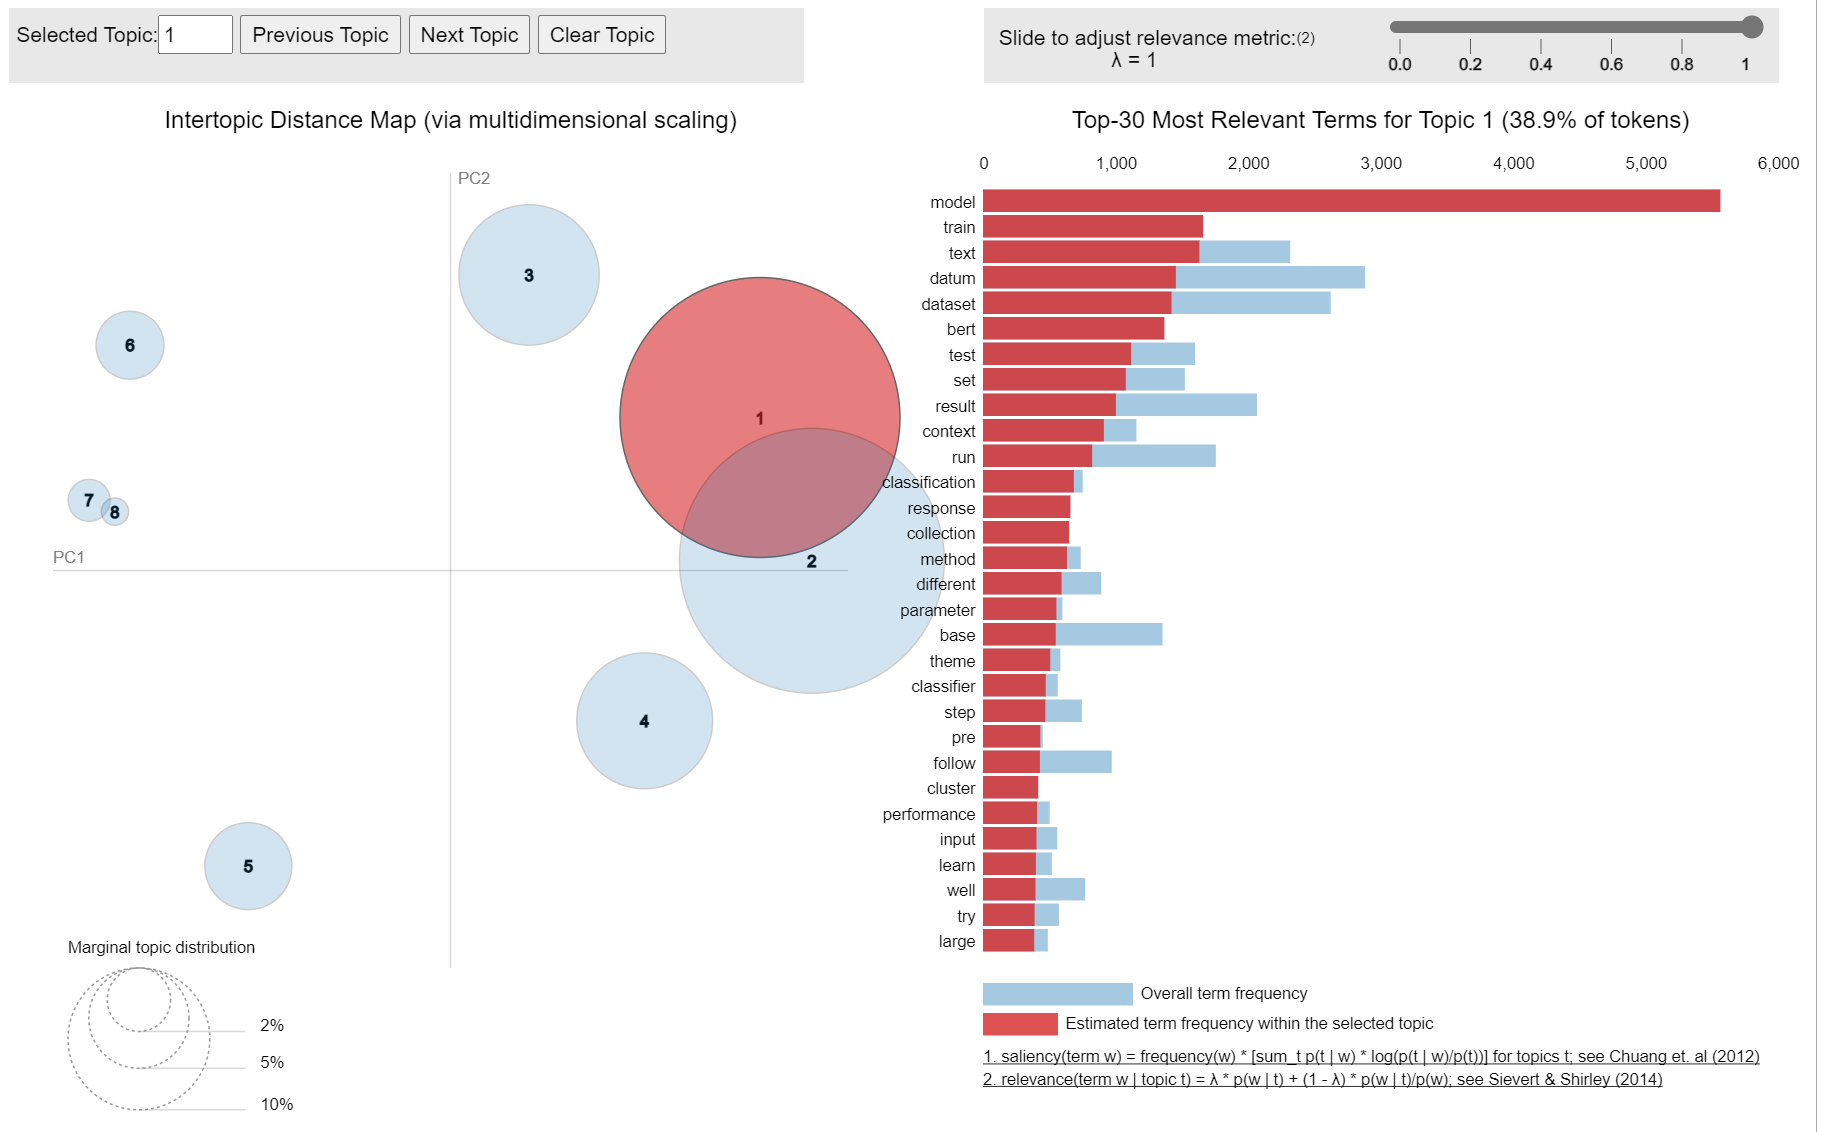 Selected Topic: 1 Previous Topic Next Topic Clear Topic
Slide to adjust relevance metric:(2)
λ = 1
0.0 0.2 0.4 0.6 0.8 1
Intertopic Distance Map (via multidimensional scaling)
PC2
3
6
1
7
8
PC1
2
4
5
Marginal topic distribution
2%
5%
10%
Top-30 Most Relevant Terms for Topic 1 (38.9% of tokens)
0 1,000 2,000 3,000 4,000 5,000 6,000
model
train
text
datum
dataset
bert
test
set
result
context
run
classification
response
collection
method
different
parameter
base
theme
classifier
step
pre
follow
cluster
performance
input
learn
well
try
large
Overall term frequency
Estimated term frequency within the selected topic
1. saliency(term w) = frequency(w) * [sum_t p(t | w) * log(p(t | w)/p(t))] for topics t; see Chuang et. al (2012)
2. relevance(term w | topic t) = λ * p(w | t) + (1 - λ) * p(w | t)/p(w); see Sievert & Shirley (2014)